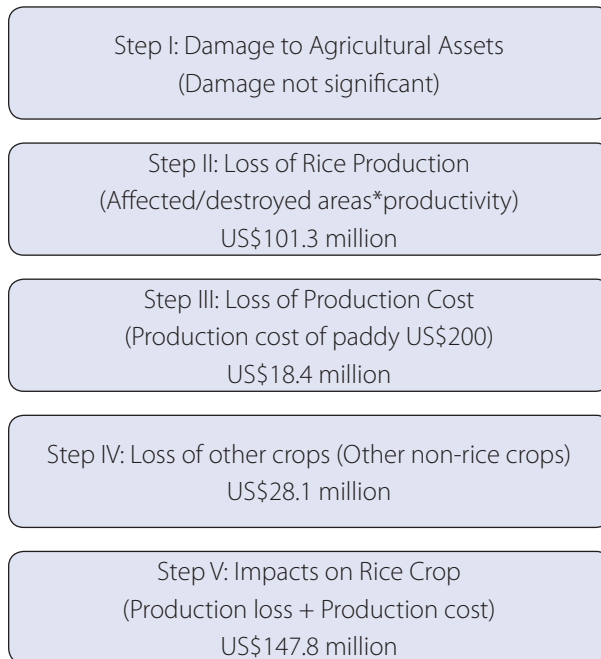 Step I: Damage to Agricultural Assets
(Damage not significant)
Step II: Loss of Rice Production
(Affected/destroyed areas*productivity)
US$101.3 million
Step III: Loss of Production Cost
(Production cost of paddy US$200)
US$18.4 million
Step IV: Loss of other crops (Other non-rice crops)
US$28.1 million
Step V: Impacts on Rice Crop
(Production loss + Production cost)
US$147.8 million